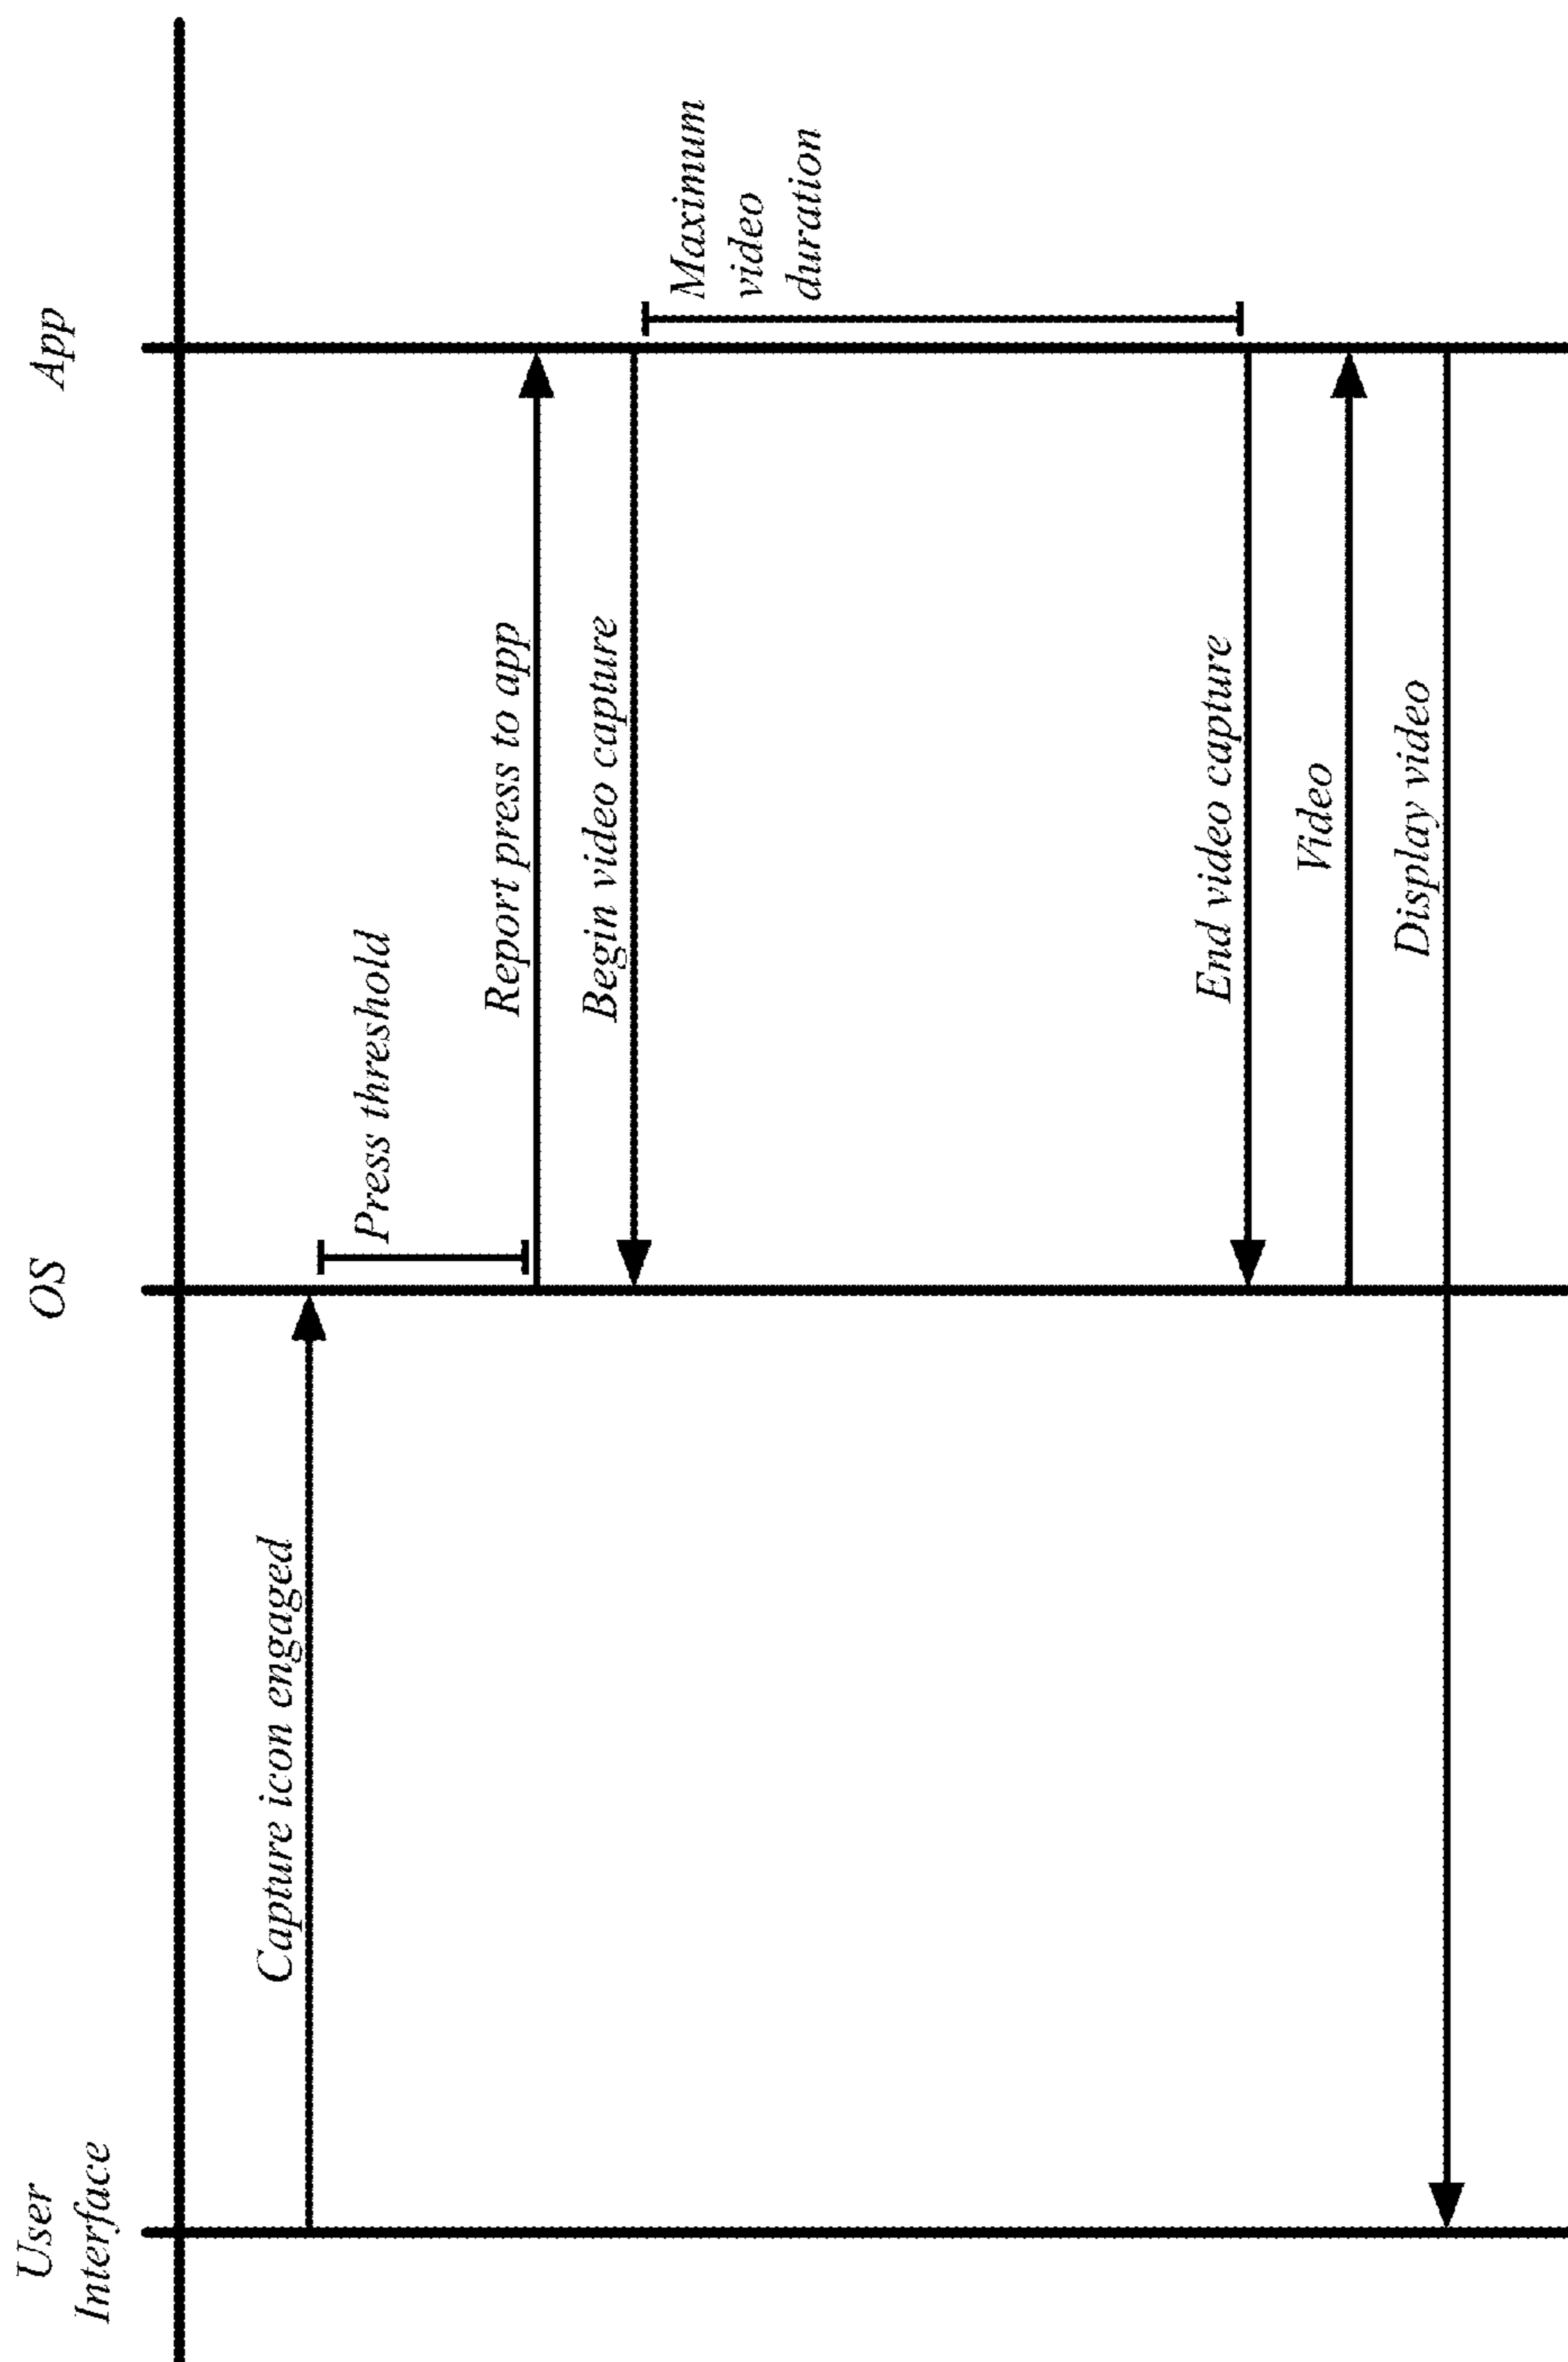 User
Interface
OS
App
Capture icon engaged
Press threshold
Report press to app
Begin video capture
Maximum
video
duration
End video capture
Video
Display video